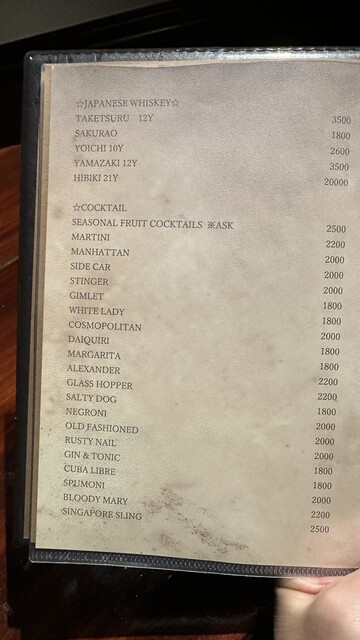 ☆JAPANESE WHISKEY☆
TAKETSURU 12Y 3500
SAKURAO 1800
YOICHI 10Y 2600
YAMAZAKI 12Y 3500
HIBIKI 21Y 20000
☆COCKTAIL
SEASONAL FRUIT COCKTAILS ※ASK 2500
MARTINI 2200
MANHATTAN 2000
SIDE CAR 2000
STINGER 2000
GIMLET 1800
WHITE LADY 1800
COSMOPOLITAN 2000
DAIQUIRI 1800
MARGARITA 1800
ALEXANDER 2200
GLASS HOPPER 2200
SALTY DOG 1800
NEGRONI 2000
OLD FASHIONED 2000
RUSTY NAIL 2000
GIN & TONIC 1800
CUBA LIBRE 1800
SPUMONI 2000
BLOODY MARY 2200
SINGAPORE SLING 2500